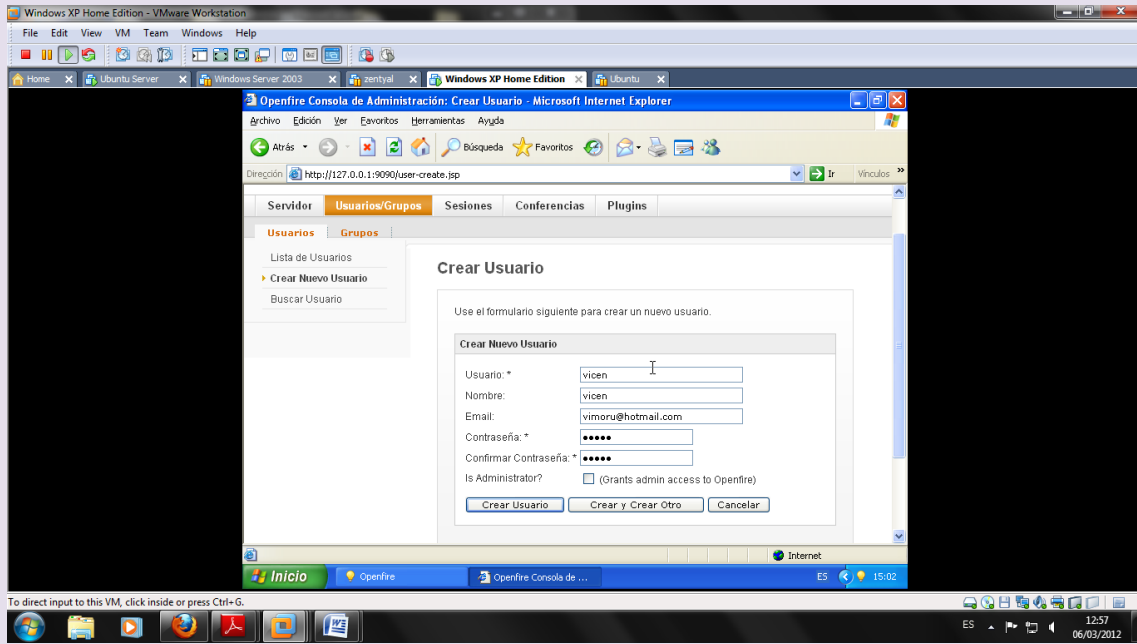 Windows XP Home Edition - VMware Workstation
File Edit View VM Team Windows Help
Home Ubuntu Server Windows Server 2003 zentyal Windows XP Home Edition Ubuntu
Openfire Consola de Administración: Crear Usuario - Microsoft Internet Explorer
Archivo Edición Ver Favoritos Herramientas Ayuda
Atrás Búsqueda Favoritos
Dirección http://127.0.0.1:9090/user-create.jsp Ir Vínculos »
Servidor Usuarios/Grupos Sesiones Conferencias Plugins
Usuarios Grupos
Lista de Usuarios
Crear Nuevo Usuario
Buscar Usuario
Crear Usuario
Use el formulario siguiente para crear un nuevo usuario.
Crear Nuevo Usuario
Usuario: * vicen
Nombre: vicen
Email: vimoru@hotmail.com
Contraseña: * •••••
Confirmar Contraseña: * •••••
Is Administrator? (Grants admin access to Openfire)
Crear Usuario Crear y Crear Otro Cancelar
Internet
Inicio Openfire Openfire Consola de ... ES 15:02
To direct input to this VM, click inside or press Ctrl+G.
ES 12:57
06/03/2012